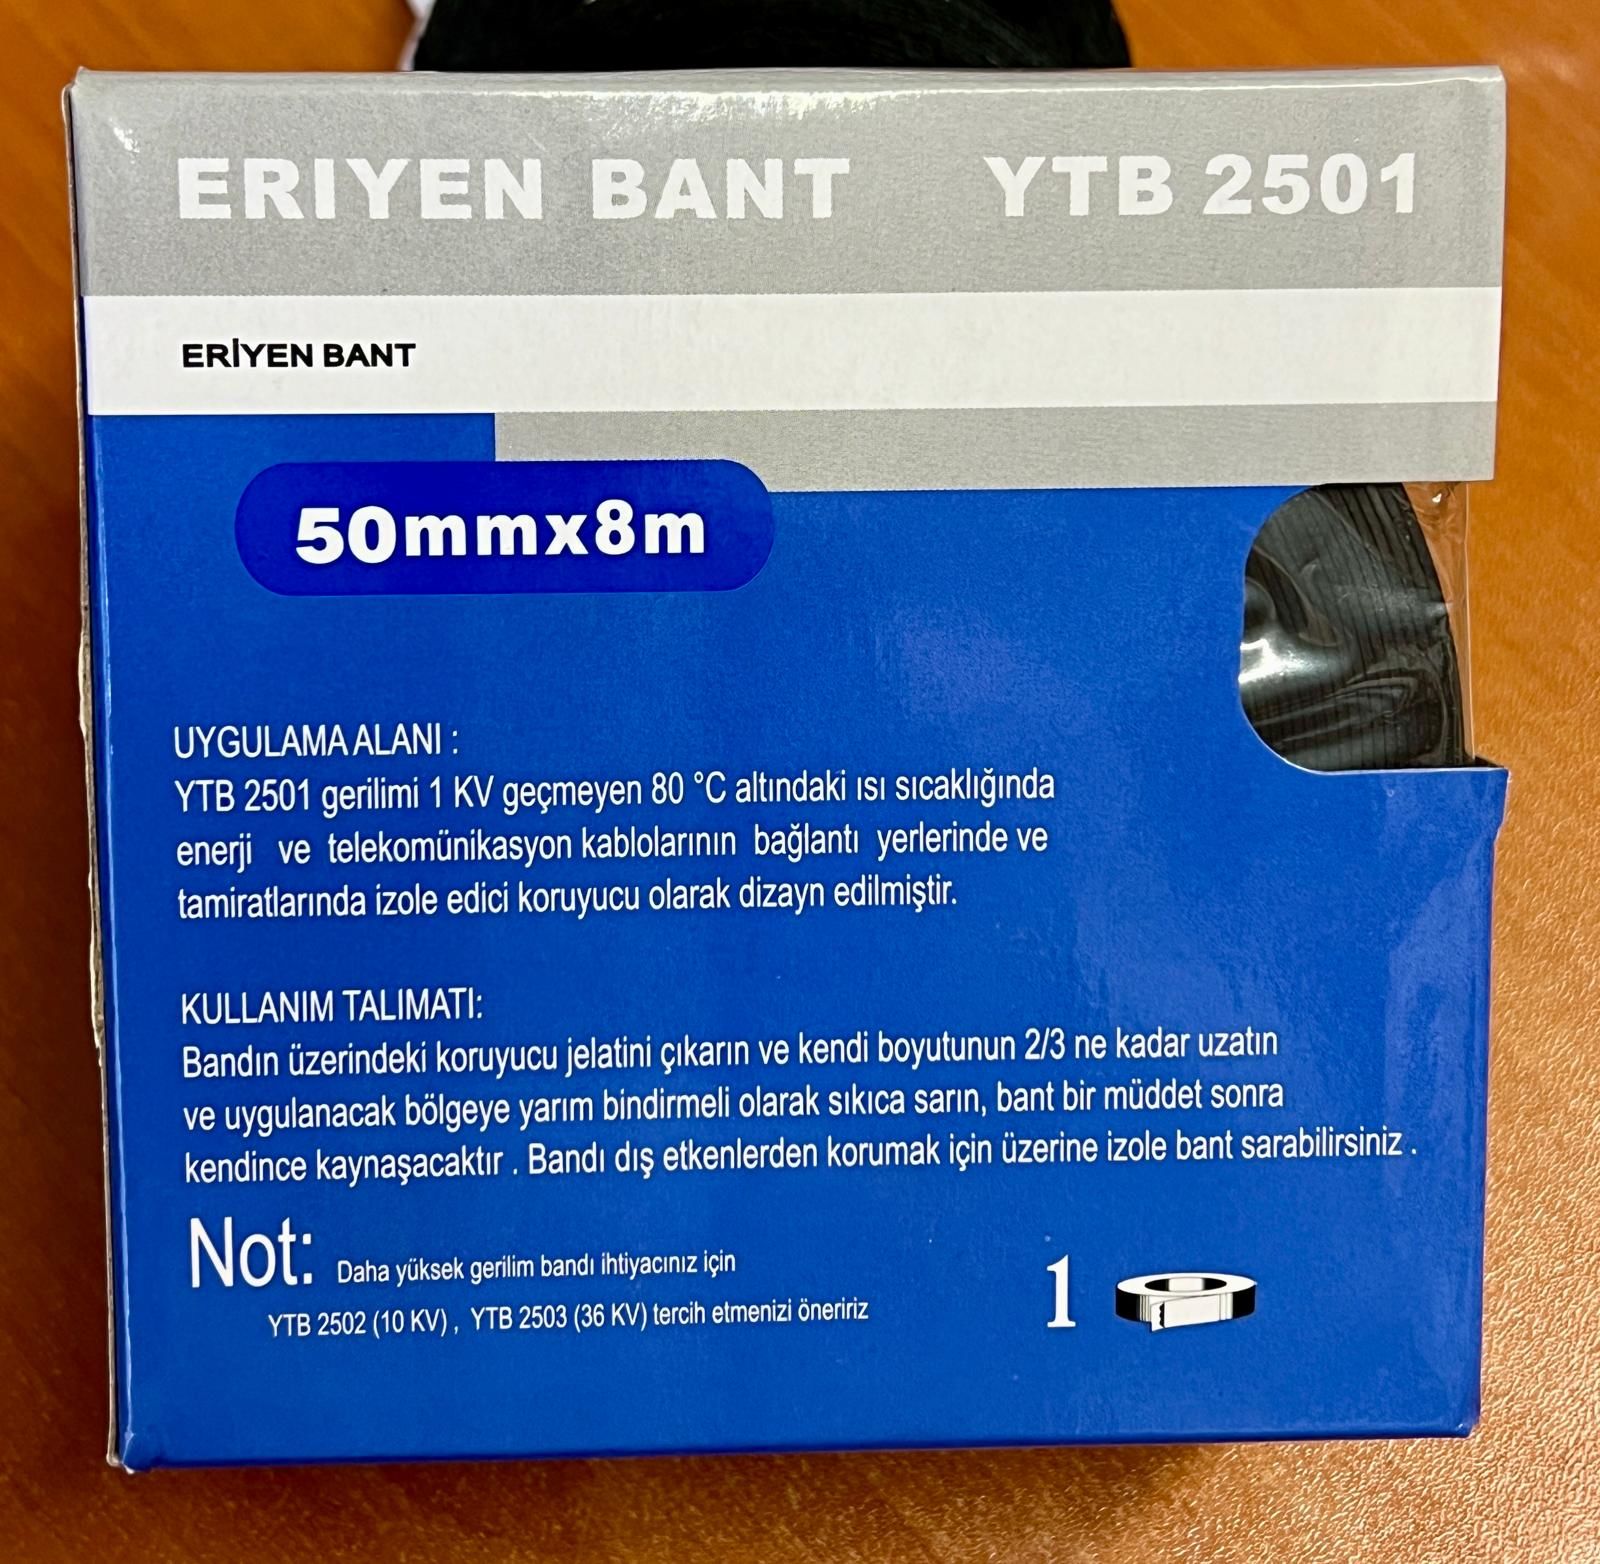 ERIYEN BANT YTB 2501
ERİYEN BANT
50mmx8m
UYGULAMA ALANI :
YTB 2501 gerilimi 1 KV geçmeyen 80 °C altındaki ısı sıcaklığında
enerji ve telekomünikasyon kablolarının bağlantı yerlerinde ve
tamiratlarında izole edici koruyucu olarak dizayn edilmiştir.
KULLANIM TALIMATI:
Bandın üzerindeki koruyucu jelatini çıkarın ve kendi boyutunun 2/3 ne kadar uzatın
ve uygulanacak bölgeye yarım bindirmeli olarak sıkıca sarın, bant bir müddet sonra
kendince kaynaşacaktır . Bandı dış etkenlerden korumak için üzerine izole bant sarabilirsiniz .
Not: Daha yüksek gerilim bandı ihtiyacınız için
YTB 2502 (10 KV) , YTB 2503 (36 KV) tercih etmenizi öneririz
1